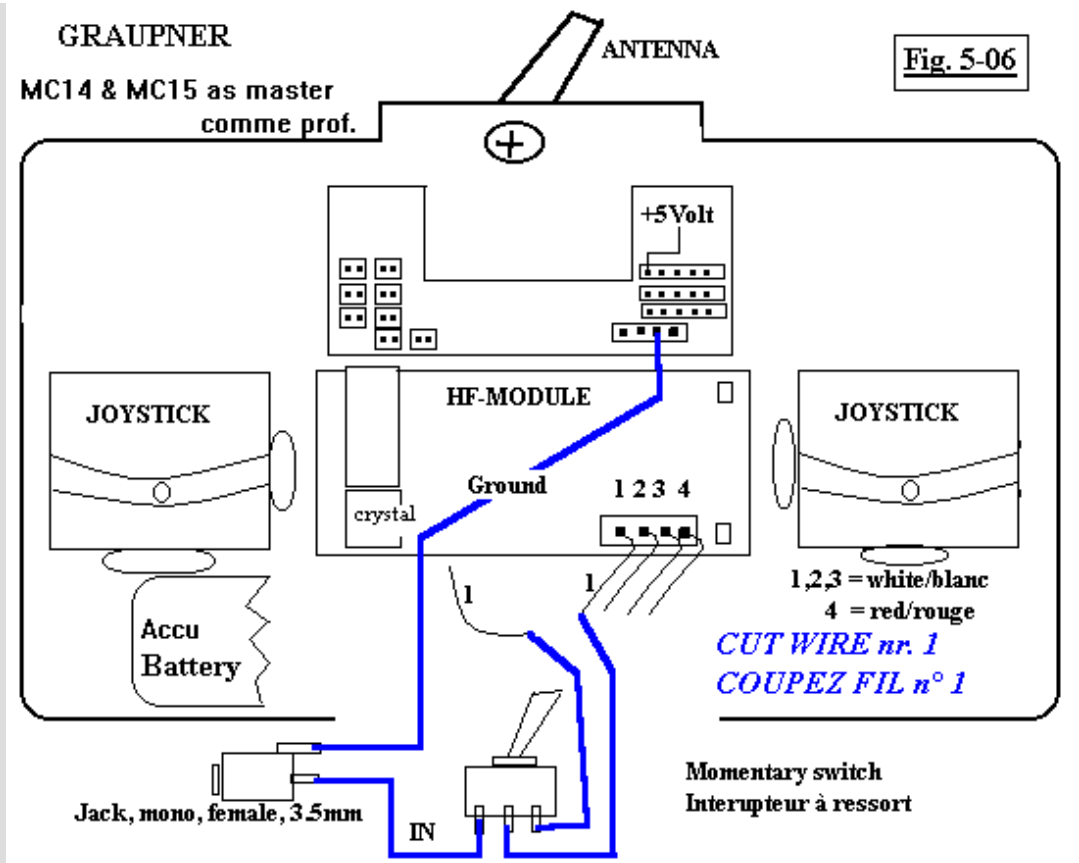 GRAUPNER
ANTENNA
Fig. 5-06
MC14 & MC15 as master
comme prof.
+5Volt
JOYSTICK
HF-MODULE
JOYSTICK
Ground
1 2 3 4
crystal
1
1
1,2,3 = white/blanc
4 = red/rouge
Accu
Battery
CUT WIRE nr. 1
COUPEZ FIL n° 1
Momentary switch
Interupteur à ressort
Jack, mono, female, 3.5mm
IN